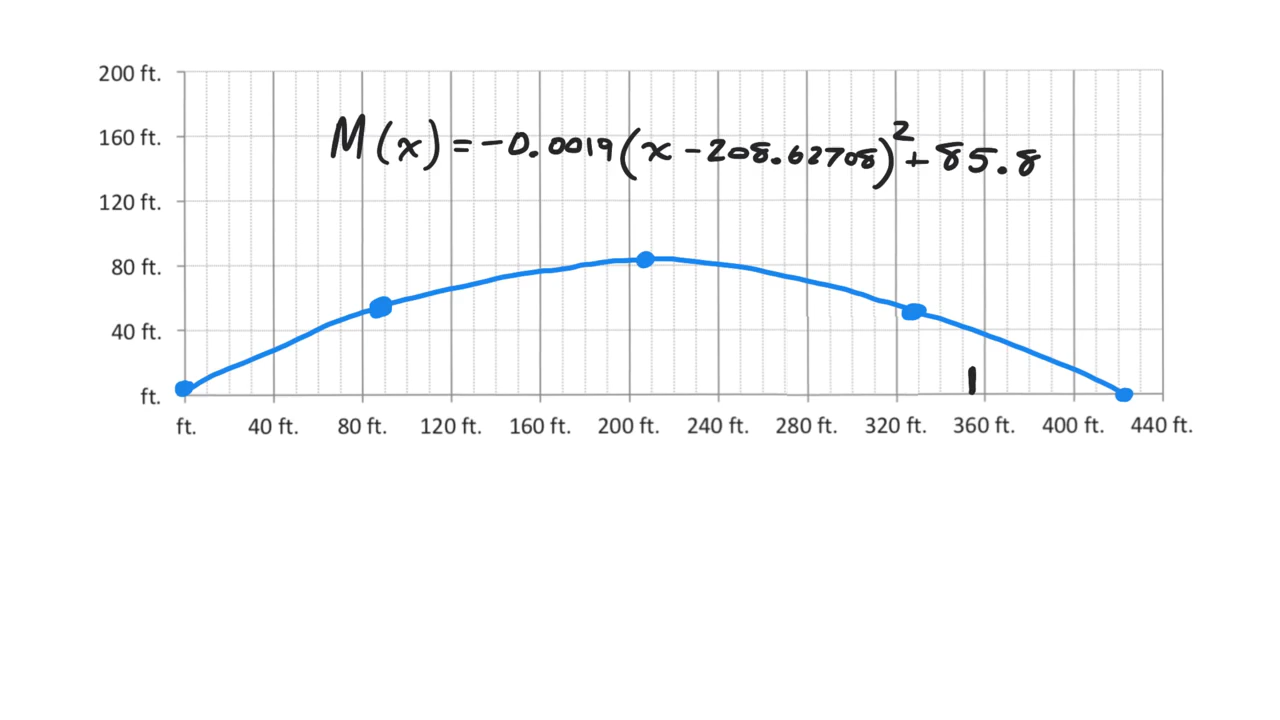 200 ft.
M(x) = -0.0019(x - 208.62708)² + 85.8
160 ft.
120 ft.
80 ft.
40 ft.
ft.
ft. 40 ft. 80 ft. 120 ft. 160 ft. 200 ft. 240 ft. 280 ft. 320 ft. 360 ft. 400 ft. 440 ft.